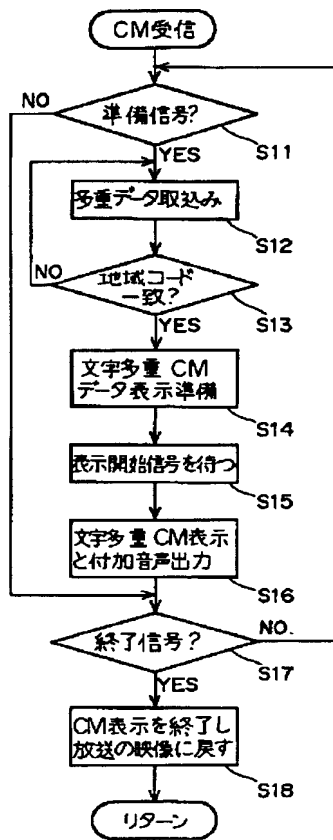 CM受信
NO
準備信号?
S11
YES
多重データ取込み
S12
NO
地域コード
一致?
S13
YES
文字多重 CM
データ表示準備
S14
表示開始信号を待つ
S15
文字多重 CM表示
と付加音声出力
S16
終了信号?
NO.
S17
YES
CM表示を終了し
放送の映像に戻す
S18
リターン